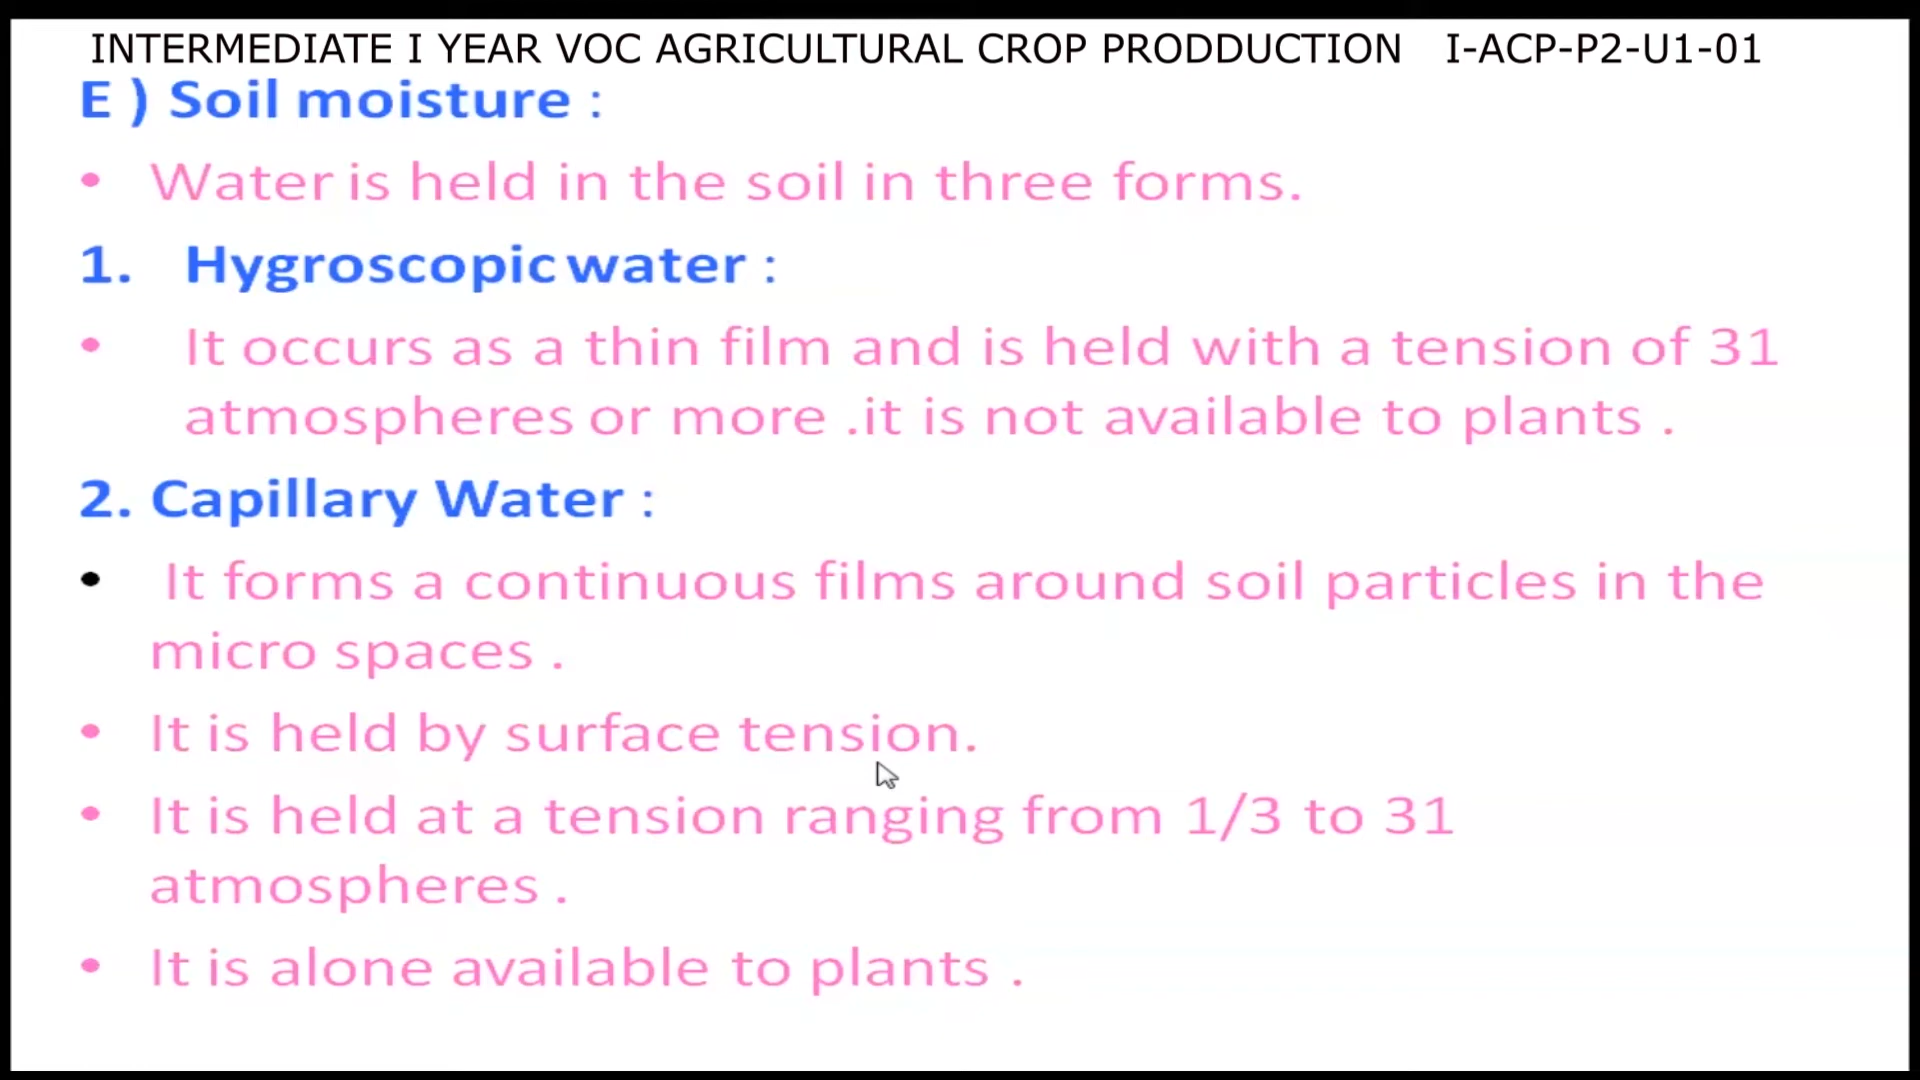 INTERMEDIATE I YEAR VOC AGRICULTURAL CROP PRODDUCTION I-ACP-P2-U1-01
E ) Soil moisture :
• Water is held in the soil in three forms.
1. Hygroscopic water :
• It occurs as a thin film and is held with a tension of 31
atmospheres or more .it is not available to plants .
2. Capillary Water :
• It forms a continuous films around soil particles in the
micro spaces .
• It is held by surface tension.
• It is held at a tension ranging from 1/3 to 31
atmospheres .
• It is alone available to plants .